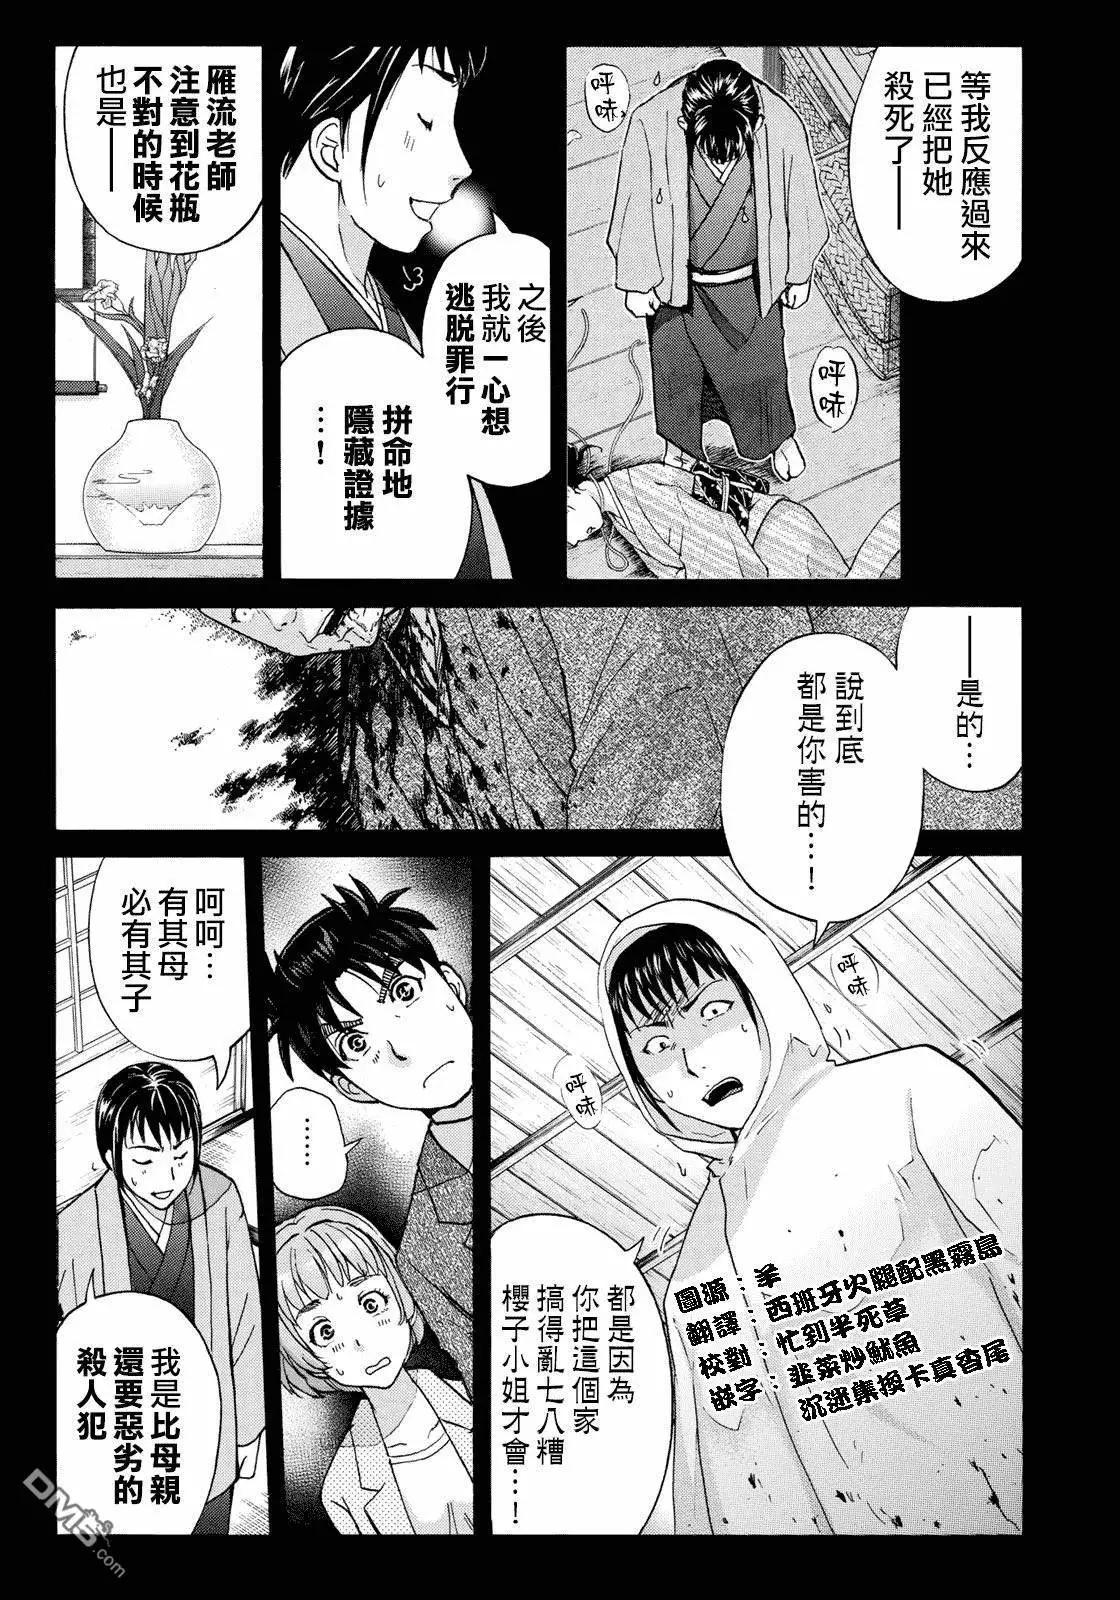 等我反應過來
已經把她
殺死了——
呼哧
呼哧
之後
我就一心想
逃脱罪行
拼命地
隱藏證據
…！
雁流老師
注意到花瓶
不對的時候
也是——
——是的…
說到底
都是你害的…！
呼哧
呼哧
都是因為
你把這個家
搞得亂七八糟
櫻子小姐才會…！
……
呵呵…
有其母
必有其子
我是比母親
還要惡劣的
殺人犯
圖源：羊
翻譯：西班牙火腿配黑霧島
校對：忙到半死草
嵌字：韭菜炒魷魚
沉迷集換卡真香尾
DM5